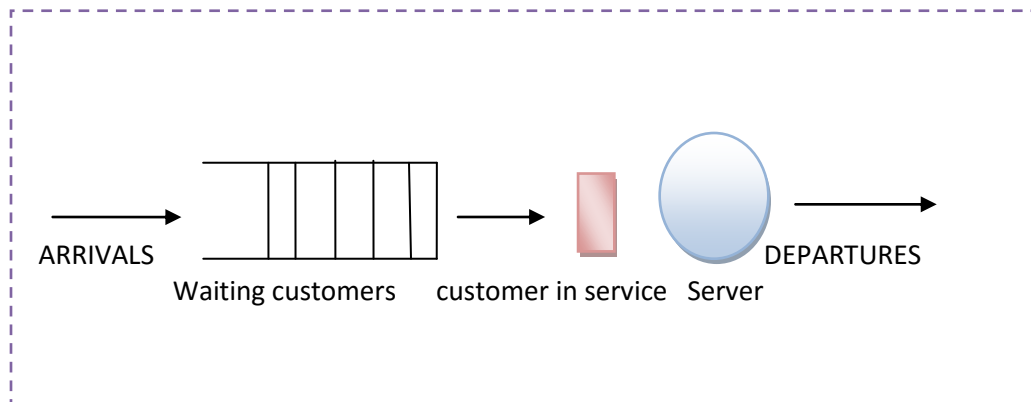 ARRIVALS
DEPARTURES
Waiting customers customer in service Server